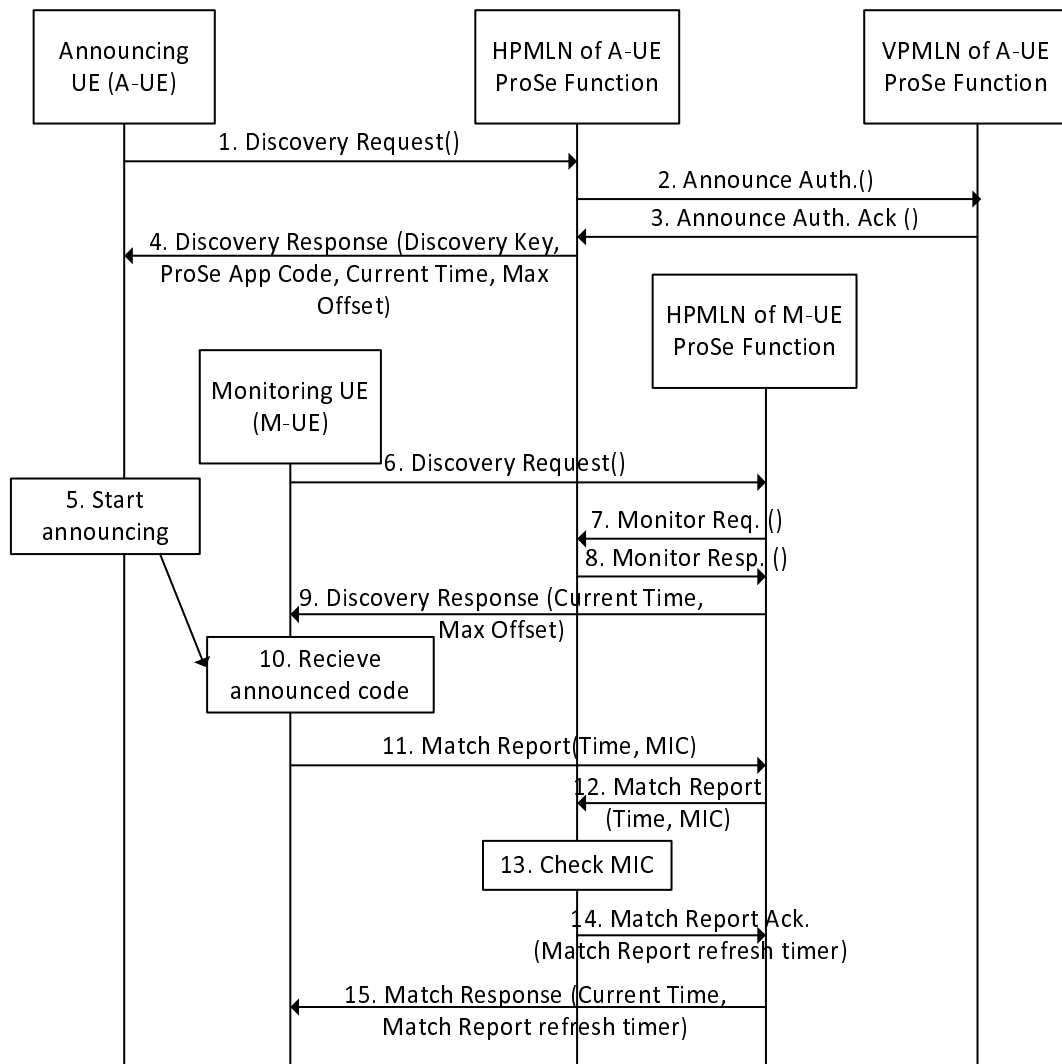 Announcing
UE (A-UE)
HPMLN of A-UE
ProSe Function
VPMLN of A-UE
ProSe Function
1. Discovery Request()
2. Announce Auth.()
3. Announce Auth. Ack ()
4. Discovery Response (Discovery Key,
ProSe App Code, Current Time, Max
Offset)
HPMLN of M-UE
ProSe Function
Monitoring UE
(M-UE)
6. Discovery Request()
5. Start
announcing
7. Monitor Req. ()
8. Monitor Resp. ()
9. Discovery Response (Current Time,
Max Offset)
10. Recieve
announced code
11. Match Report(Time, MIC)
12. Match Report
(Time, MIC)
13. Check MIC
14. Match Report Ack.
(Match Report refresh timer)
15. Match Response (Current Time,
Match Report refresh timer)